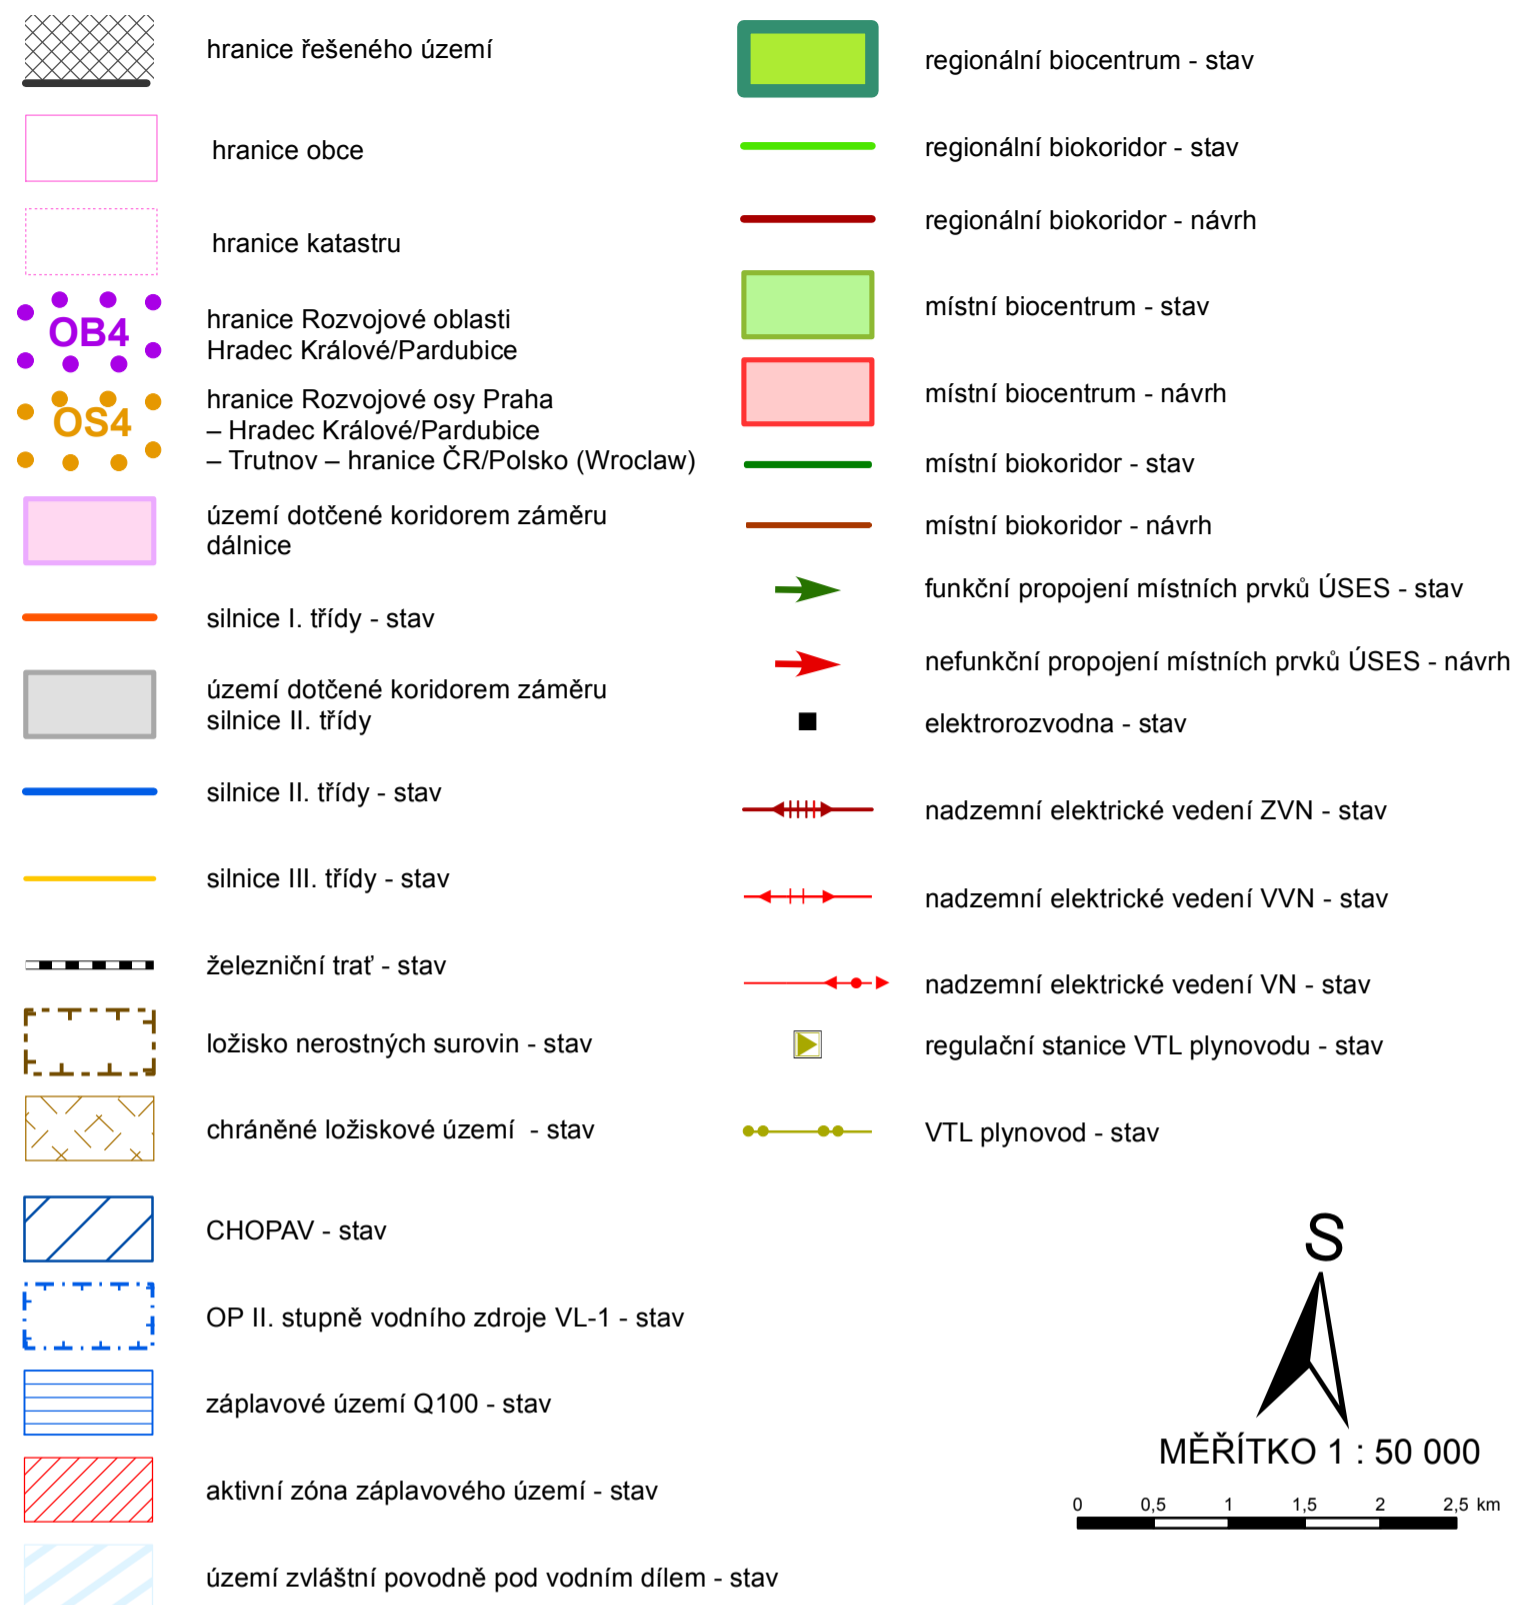 hranice řešeného území
hranice obce
hranice katastru
OB4
hranice Rozvojové oblasti
Hradec Králové/Pardubice
OS4
hranice Rozvojové osy Praha
– Hradec Králové/Pardubice
– Trutnov – hranice ČR/Polsko (Wroclaw)
území dotčené koridorem záměru
dálnice
silnice I. třídy - stav
území dotčené koridorem záměru
silnice II. třídy
silnice II. třídy - stav
silnice III. třídy - stav
železniční trať - stav
ložisko nerostných surovin - stav
chráněné ložiskové území - stav
CHOPAV - stav
OP II. stupně vodního zdroje VL-1 - stav
záplavové území Q100 - stav
aktivní zóna záplavového území - stav
území zvláštní povodně pod vodním dílem - stav
regionální biocentrum - stav
regionální biokoridor - stav
regionální biokoridor - návrh
místní biocentrum - stav
místní biocentrum - návrh
místní biokoridor - stav
místní biokoridor - návrh
funkční propojení místních prvků ÚSES - stav
nefunkční propojení místních prvků ÚSES - návrh
elektrorozvodna - stav
nadzemní elektrické vedení ZVN - stav
nadzemní elektrické vedení VVN - stav
nadzemní elektrické vedení VN - stav
regulační stanice VTL plynovodu - stav
VTL plynovod - stav
S
MĚŘÍTKO 1 : 50 000
0 0,5 1 1,5 2 2,5 km